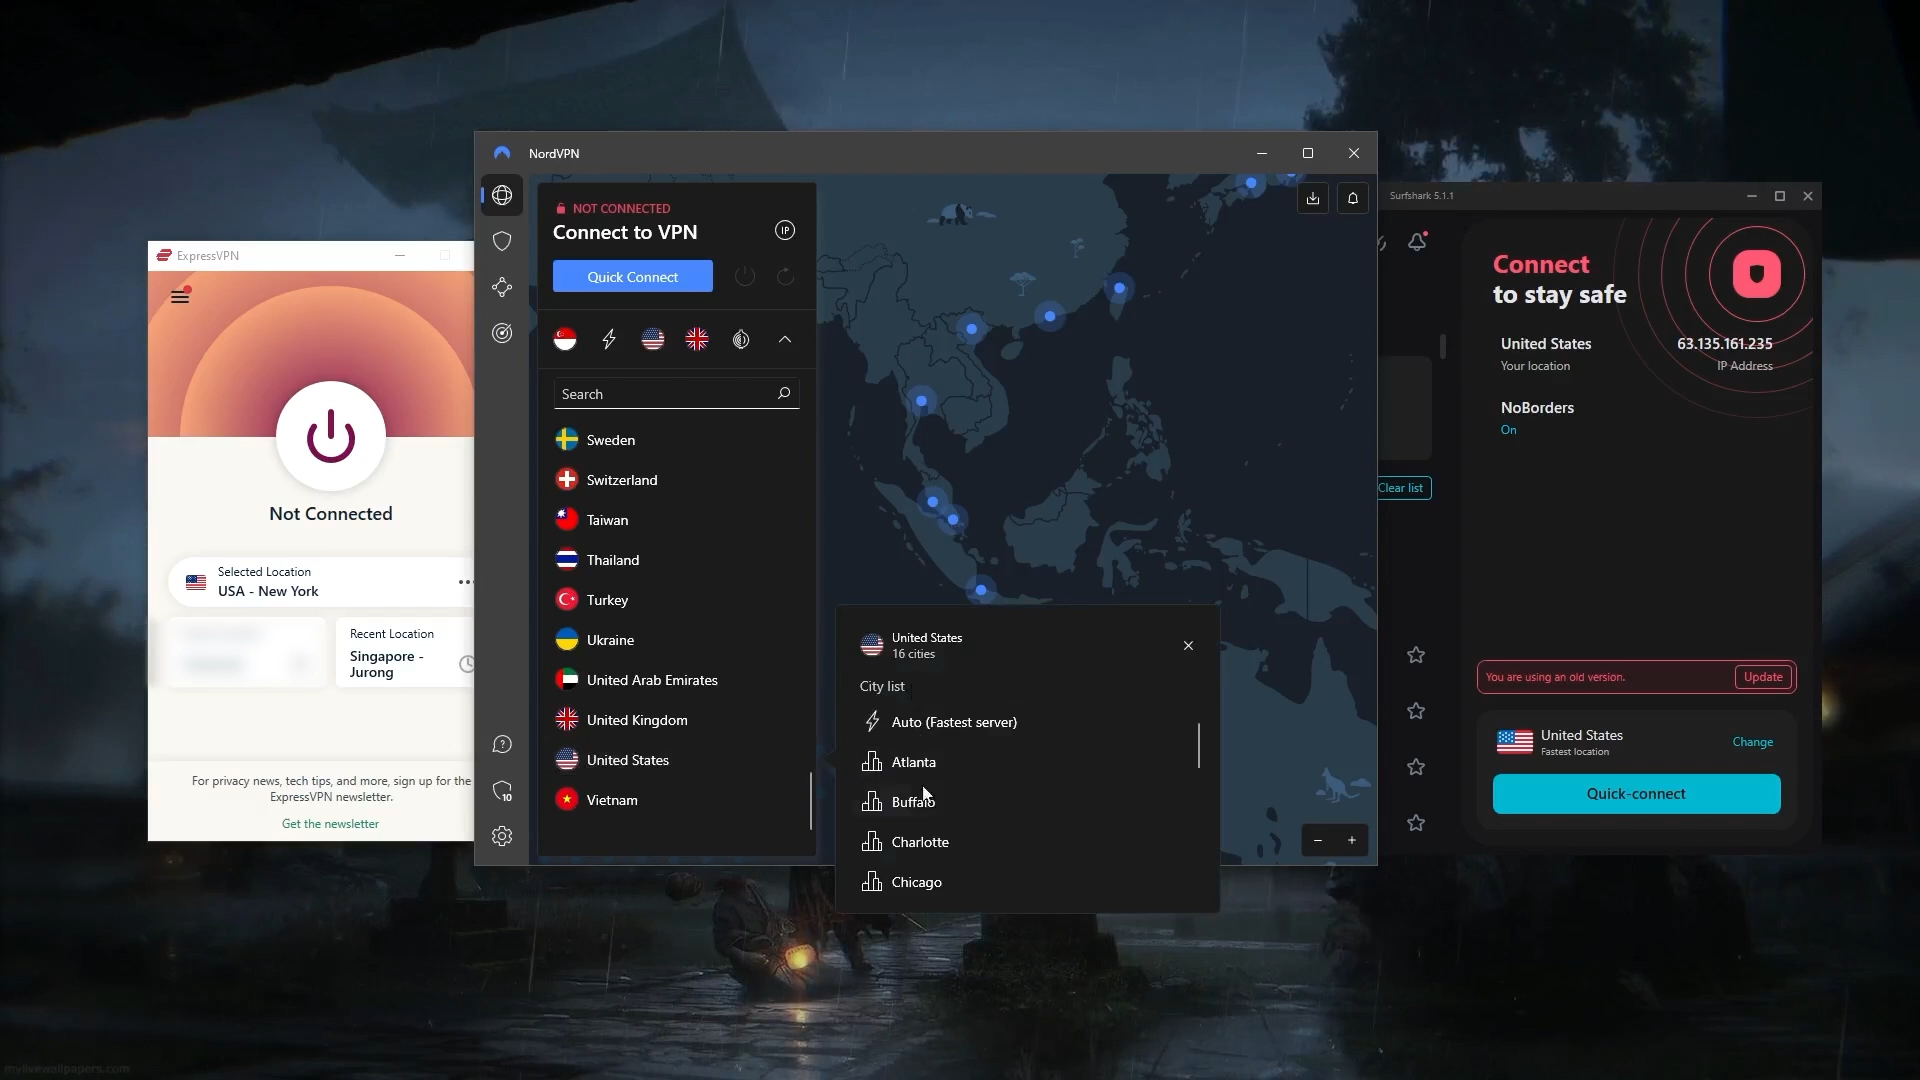 ExpressVPN
Not Connected
Selected Location
USA - New York
Recent Location
Singapore -
Jurong
For privacy news, tech tips, and more, sign up for the
ExpressVPN newsletter.
Get the newsletter
NordVPN
NOT CONNECTED
Connect to VPN
IP
Quick Connect
Search
Sweden
Switzerland
Taiwan
Thailand
Turkey
Ukraine
United Arab Emirates
United Kingdom
United States
Vietnam
10
United States
16 cities
City list
Auto (Fastest server)
Atlanta
Buffalo
Charlotte
Chicago
Surfshark 5.1.1
Clear list
Connect
to stay safe
United States
63.135.161.235
Your location
IP Address
NoBorders
On
You are using an old version.
Update
United States
Fastest location
Change
Quick-connect
mylivewallpapers.com